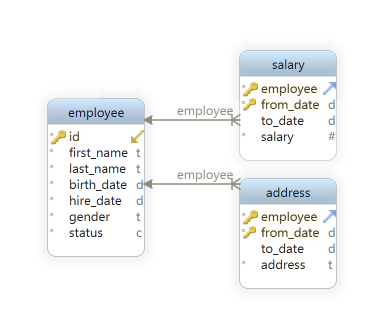 employee
* id
* first_name t
* last_name t
* birth_date d
* hire_date d
* gender t
* status c
employee
employee
salary
* employee
* from_date d
to_date d
* salary #
address
* employee
* from_date d
to_date d
* address t